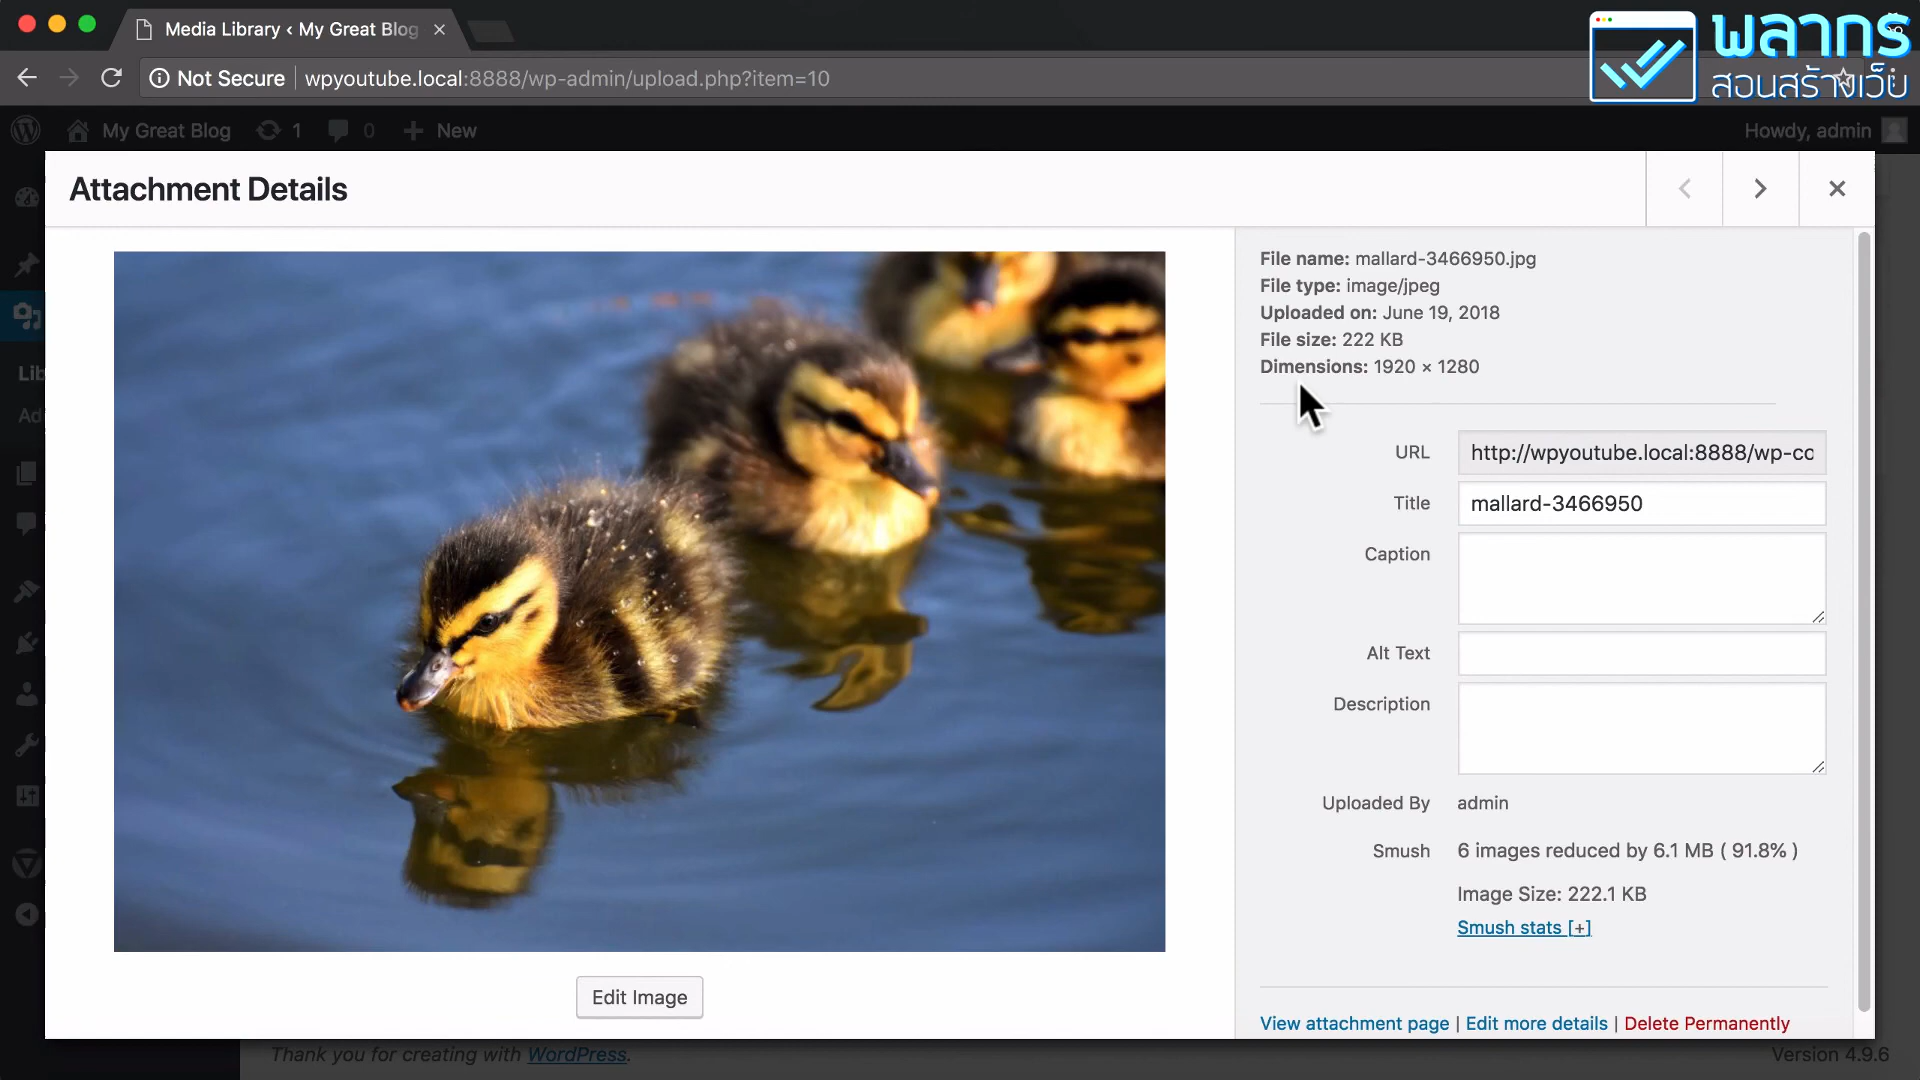 Media Library ‹ My Great Blog
Not Secure wpyoutube.local:8888/wp-admin/upload.php?item=10
พลากร
สอนสร้างเว็บ
My Great Blog 1 0 New Howdy, admin
Attachment Details
File name: mallard-3466950.jpg
File type: image/jpeg
Uploaded on: June 19, 2018
File size: 222 KB
Dimensions: 1920 × 1280
Lib
Ad
URL http://wpyoutube.local:8888/wp-co
Title mallard-3466950
Caption
Alt Text
Description
Uploaded By admin
Smush 6 images reduced by 6.1 MB ( 91.8% )
Image Size: 222.1 KB
Smush stats [+]
Edit Image
View attachment page | Edit more details | Delete Permanently
Thank you for creating with WordPress. Version 4.9.6